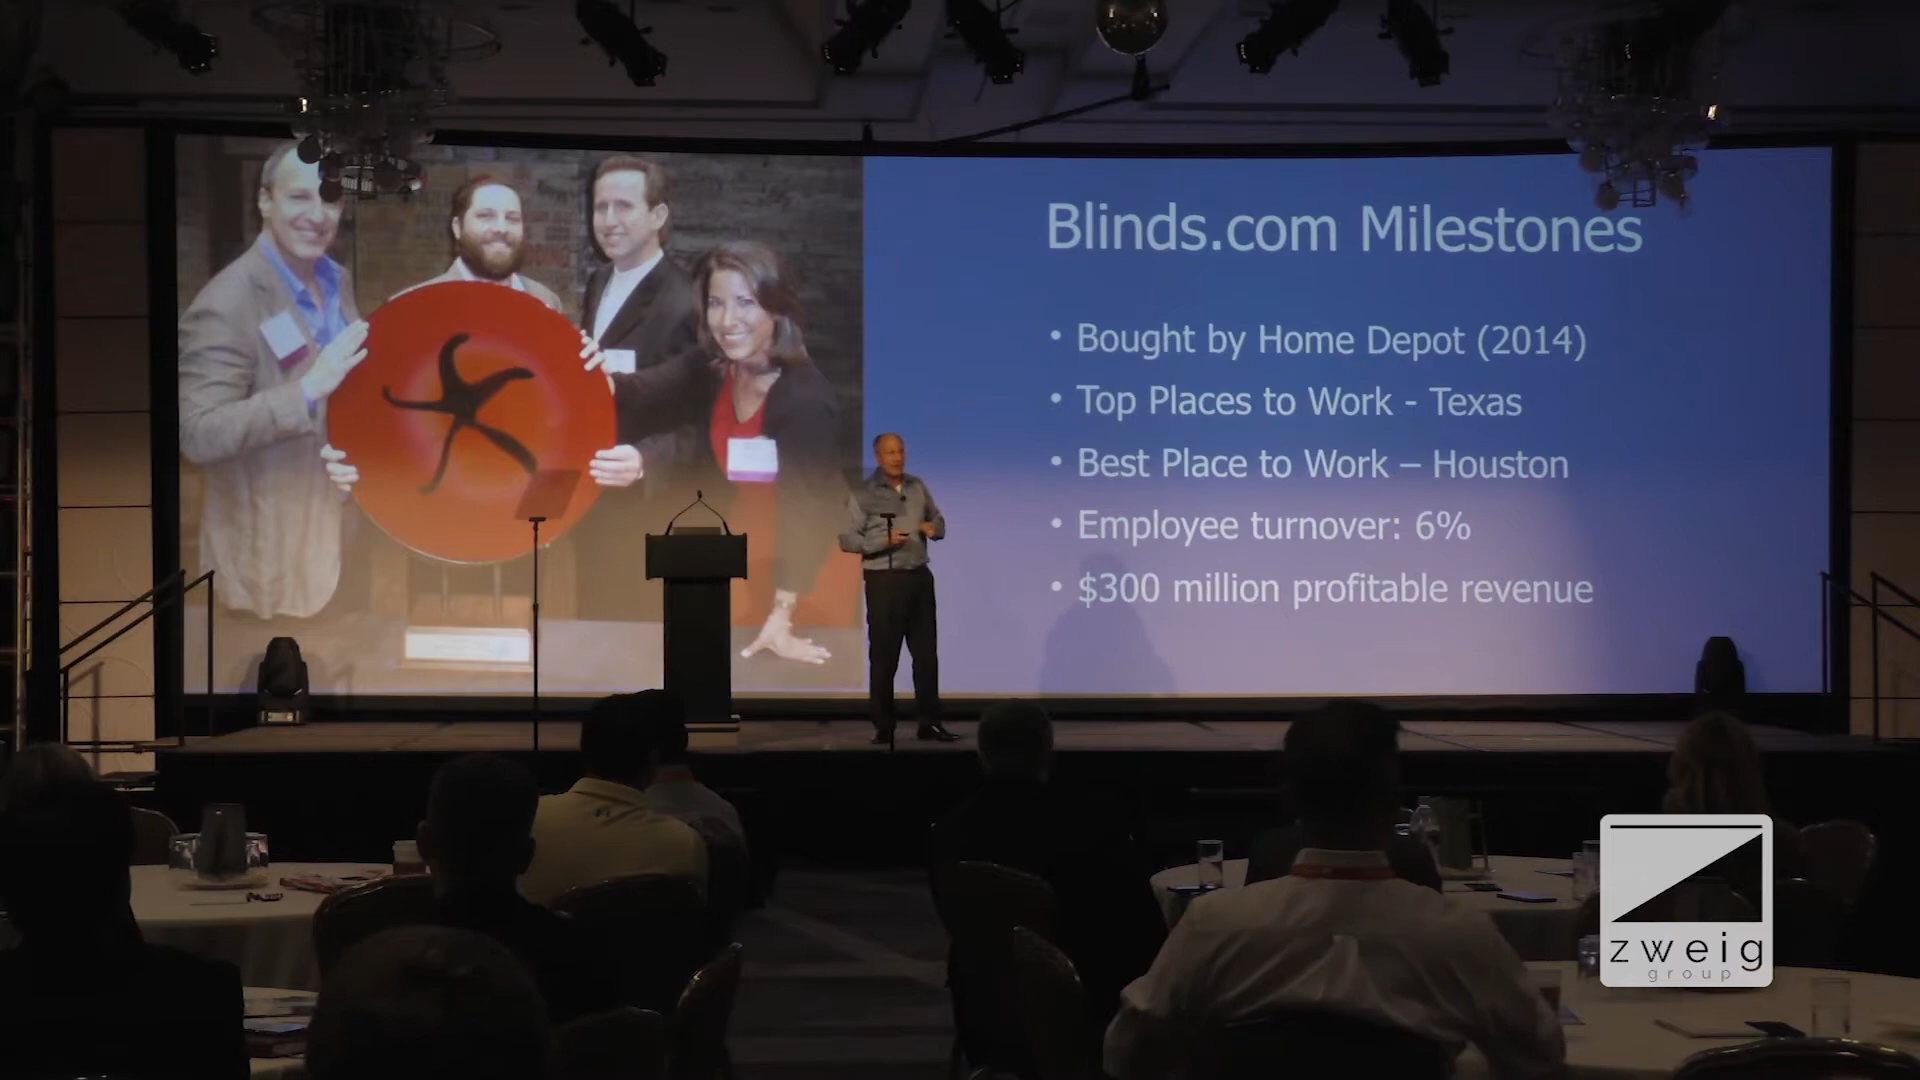 Blinds.com Milestones
• Bought by Home Depot (2014)
• Top Places to Work - Texas
• Best Place to Work – Houston
• Employee turnover: 6%
• $300 million profitable revenue
zweig
group